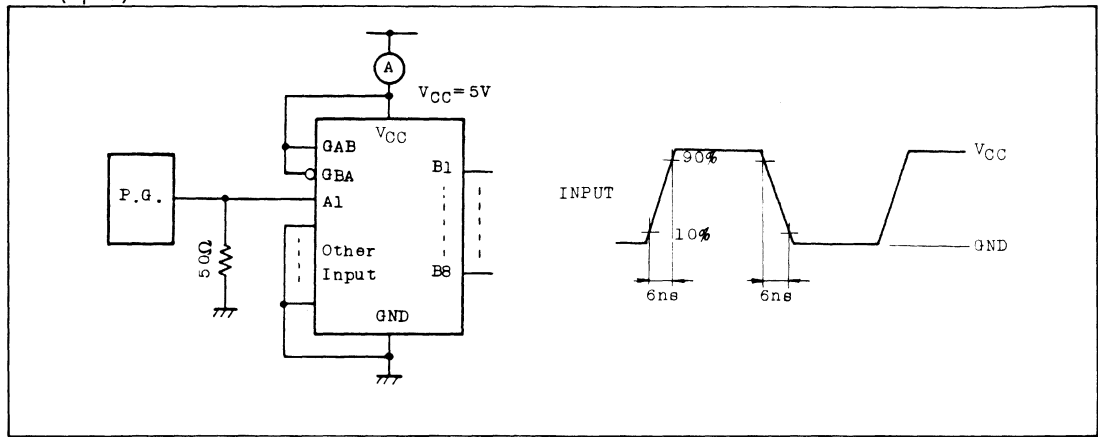 A
VCC=5V
VCC
GAB
GBA
A1
Other
Input
GND
B1
B8
P.G.
50Ω
INPUT
90%
10%
VCC
GND
6ns
6ns